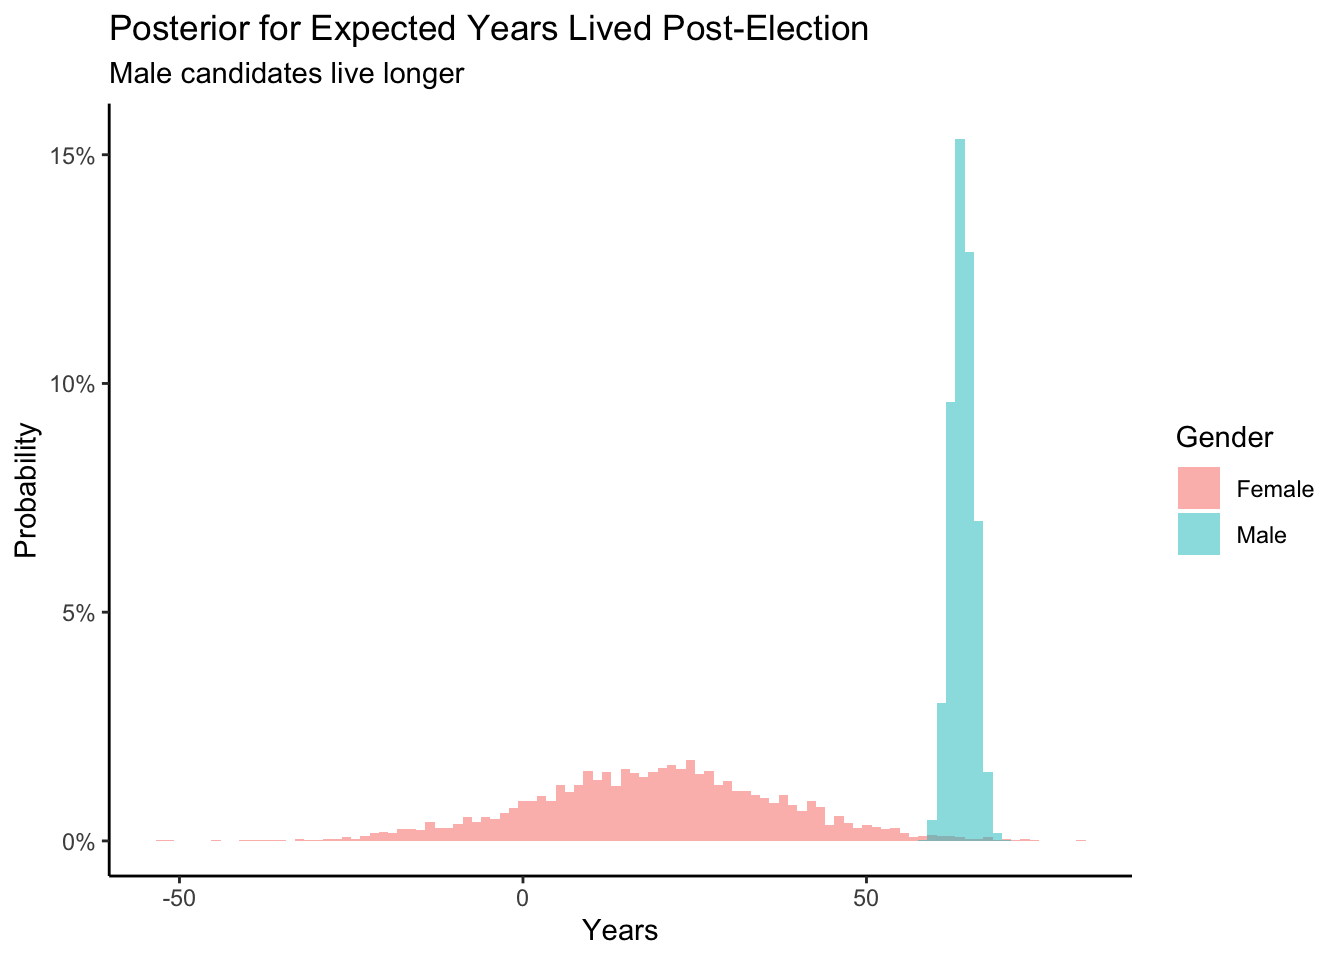 Posterior for Expected Years Lived Post-Election
Male candidates live longer
15%
10%
5%
0%
Probability
-50
0
50
Years
Gender
Female
Male